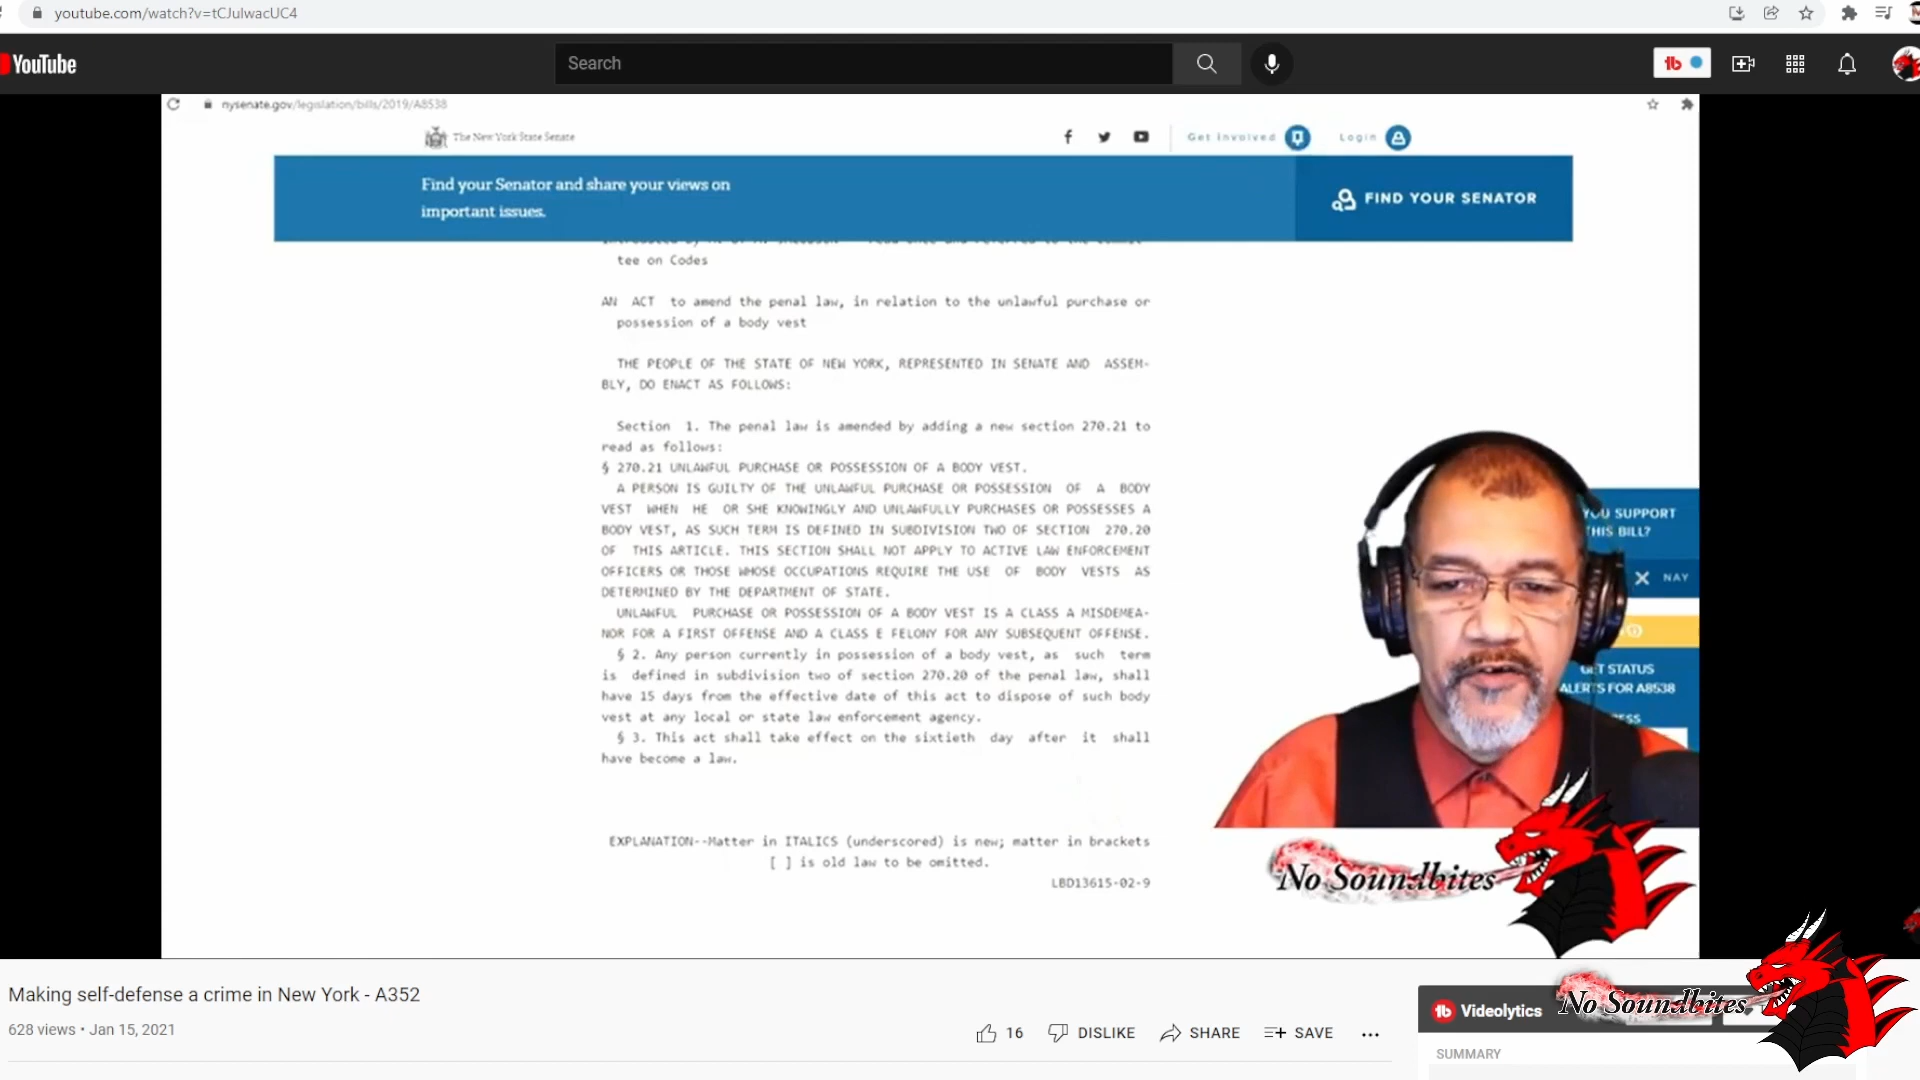 youtube.com/watch?v=tCJulwacUC4
YouTube
Search
nysenate.gov/legislation/bills/2019/A8538
The New York State Senate
Get Involved
Login
Find your Senator and share your views on
important issues.
FIND YOUR SENATOR
tee on Codes
AN ACT to amend the penal law, in relation to the unlawful purchase or
possession of a body vest
THE PEOPLE OF THE STATE OF NEW YORK, REPRESENTED IN SENATE AND ASSEM-
BLY, DO ENACT AS FOLLOWS:
Section 1. The penal law is amended by adding a new section 270.21 to
read as follows:
§ 270.21 UNLAWFUL PURCHASE OR POSSESSION OF A BODY VEST.
A PERSON IS GUILTY OF THE UNLAWFUL PURCHASE OR POSSESSION OF A BODY
VEST WHEN HE OR SHE KNOWINGLY AND UNLAWFULLY PURCHASES OR POSSESSES A
BODY VEST, AS SUCH TERM IS DEFINED IN SUBDIVISION TWO OF SECTION 270.20
OF THIS ARTICLE. THIS SECTION SHALL NOT APPLY TO ACTIVE LAW ENFORCEMENT
OFFICERS OR THOSE WHOSE OCCUPATIONS REQUIRE THE USE OF BODY VESTS AS
DETERMINED BY THE DEPARTMENT OF STATE.
UNLAWFUL PURCHASE OR POSSESSION OF A BODY VEST IS A CLASS A MISDEMEA-
NOR FOR A FIRST OFFENSE AND A CLASS E FELONY FOR ANY SUBSEQUENT OFFENSE.
§ 2. Any person currently in possession of a body vest, as such term
is defined in subdivision two of section 270.20 of the penal law, shall
have 15 days from the effective date of this act to dispose of such body
vest at any local or state law enforcement agency.
§ 3. This act shall take effect on the sixtieth day after it shall
have become a law.
EXPLANATION--Matter in ITALICS (underscored) is new; matter in brackets
[ ] is old law to be omitted.
LBD13615-02-9
YOU SUPPORT
THIS BILL?
NAY
GET STATUS
ALERTS FOR A8538
No Soundbites
Making self-defense a crime in New York - A352
628 views • Jan 15, 2021
16
DISLIKE
SHARE
SAVE
Videolytics
No Soundbites
SUMMARY